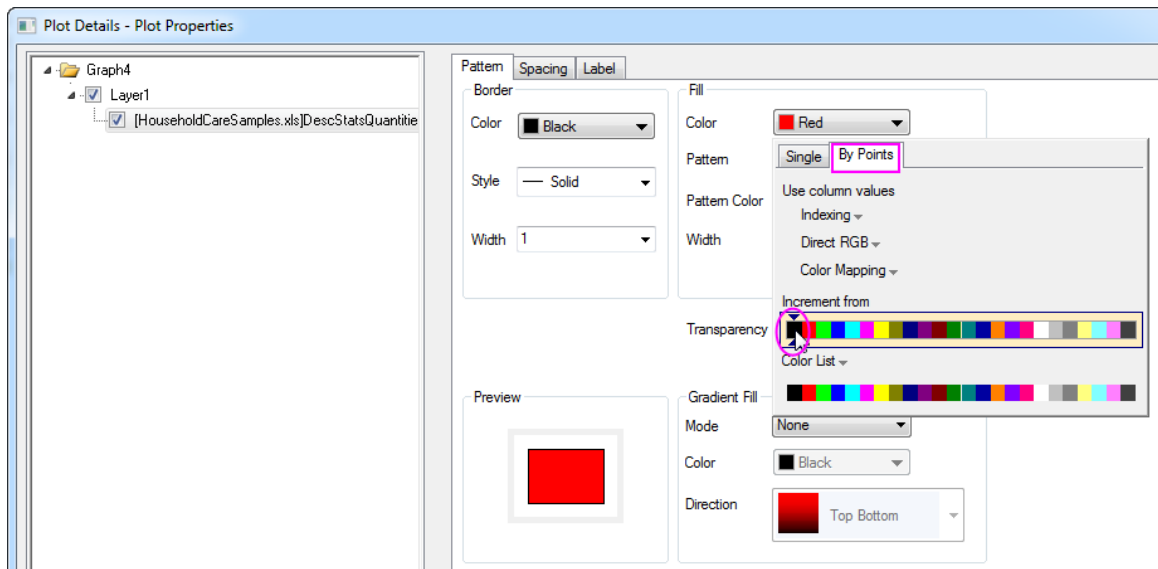 Plot Details - Plot Properties
Graph4
Layer1
[HouseholdCareSamples.xls]DescStatsQuantitie
Pattern Spacing Label
Border
Color Black
Style Solid
Width 1
Fill
Color Red
Pattern
Pattern Color
Width
Single By Points
Use column values
Indexing
Direct RGB
Color Mapping
Increment from
Color List
Transparency
Preview
Gradient Fill
Mode None
Color Black
Direction Top Bottom